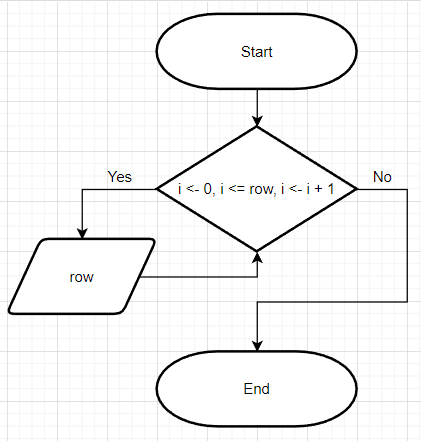 Start
Yes
No
i <- 0, i <= row, i <- i + 1
row
End